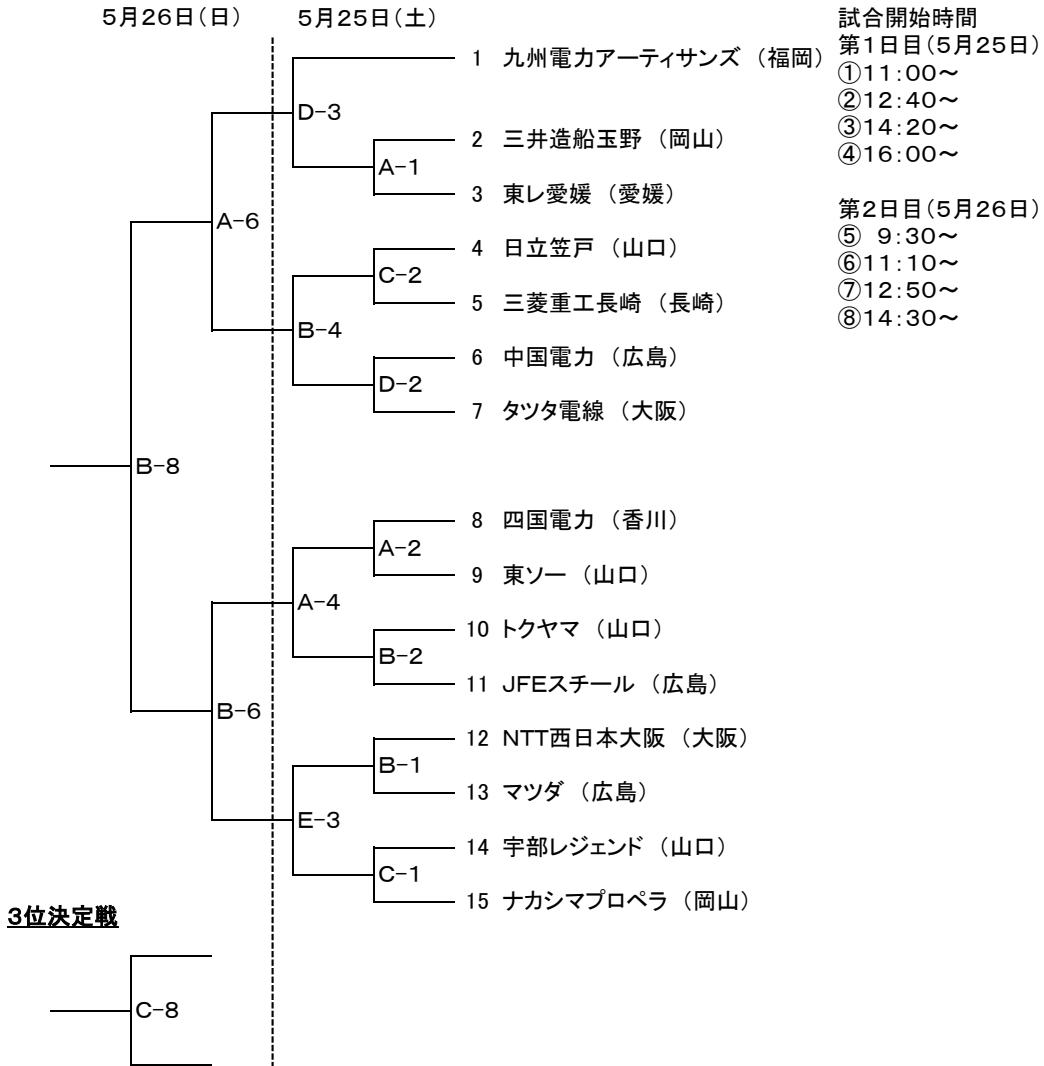 5月26日(日)
5月25日(土)
試合開始時間
第1日目(5月25日)
①11:00～
②12:40～
③14:20～
④16:00～
第2日目(5月26日)
⑤ 9:30～
⑥11:10～
⑦12:50～
⑧14:30～
1 九州電力アーティサンズ (福岡)
D-3
2 三井造船玉野 (岡山)
A-1
3 東レ愛媛 (愛媛)
A-6
4 日立笠戸 (山口)
C-2
5 三菱重工長崎 (長崎)
B-4
6 中国電力 (広島)
D-2
7 タツタ電線 (大阪)
B-8
8 四国電力 (香川)
A-2
9 東ソー (山口)
A-4
10 トクヤマ (山口)
B-2
11 JFEスチール (広島)
B-6
12 NTT西日本大阪 (大阪)
B-1
13 マツダ (広島)
E-3
14 宇部レジェンド (山口)
C-1
15 ナカシマプロペラ (岡山)
3位決定戦
C-8